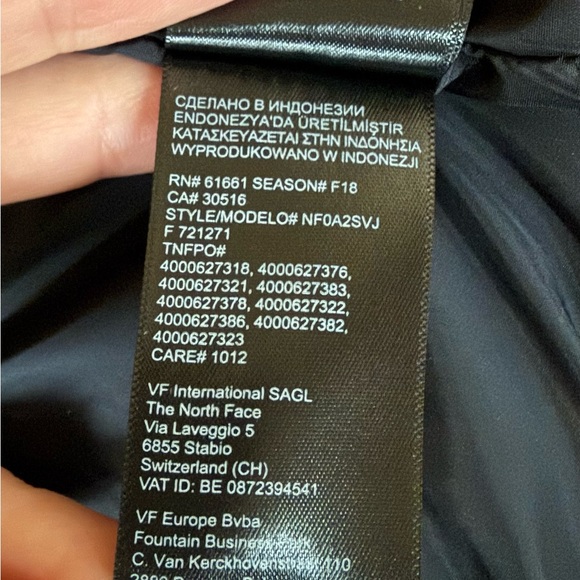 СДЕЛАНО В ИНДОНЕЗИИ
ENDONEZYA'DA ÜRETİLMİŞTİR
ΚΑΤΑΣΚΕΥΑΖΕΤΑΙ ΣΤΗΝ ΙΝΔΟΝΗΣΙΑ
WYPRODUKOWANO W INDONEZJI
RN# 61661 SEASON# F18
CA# 30516
STYLE/MODELO# NF0A2SVJ
F 721271
TNFPO#
4000627318, 4000627376,
4000627321, 4000627383,
4000627378, 4000627322,
4000627386, 4000627382,
4000627323
CARE# 1012
VF International SAGL
The North Face
Via Laveggio 5
6855 Stabio
Switzerland (CH)
VAT ID: BE 0872394541
VF Europe Bvba
Fountain Business Park
C. Van Kerckhovenstraat 110